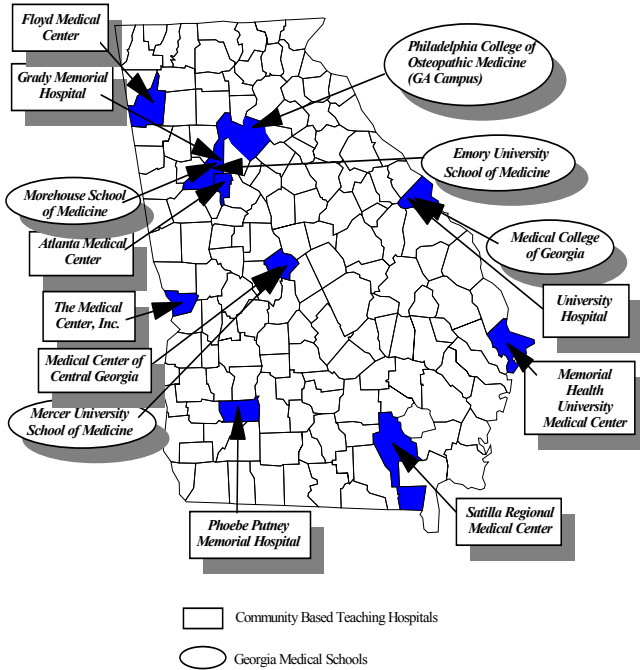 Floyd Medical
Center
Grady Memorial
Hospital
Philadelphia College of
Osteopathic Medicine
(GA Campus)
Emory University
School of Medicine
Morehouse School
of Medicine
Atlanta Medical
Center
Medical College
of Georgia
The Medical
Center, Inc.
University
Hospital
Medical Center of
Central Georgia
Memorial
Health
University
Medical Center
Mercer University
School of Medicine
Phoebe Putney
Memorial Hospital
Satilla Regional
Medical Center
Community Based Teaching Hospitals
Georgia Medical Schools